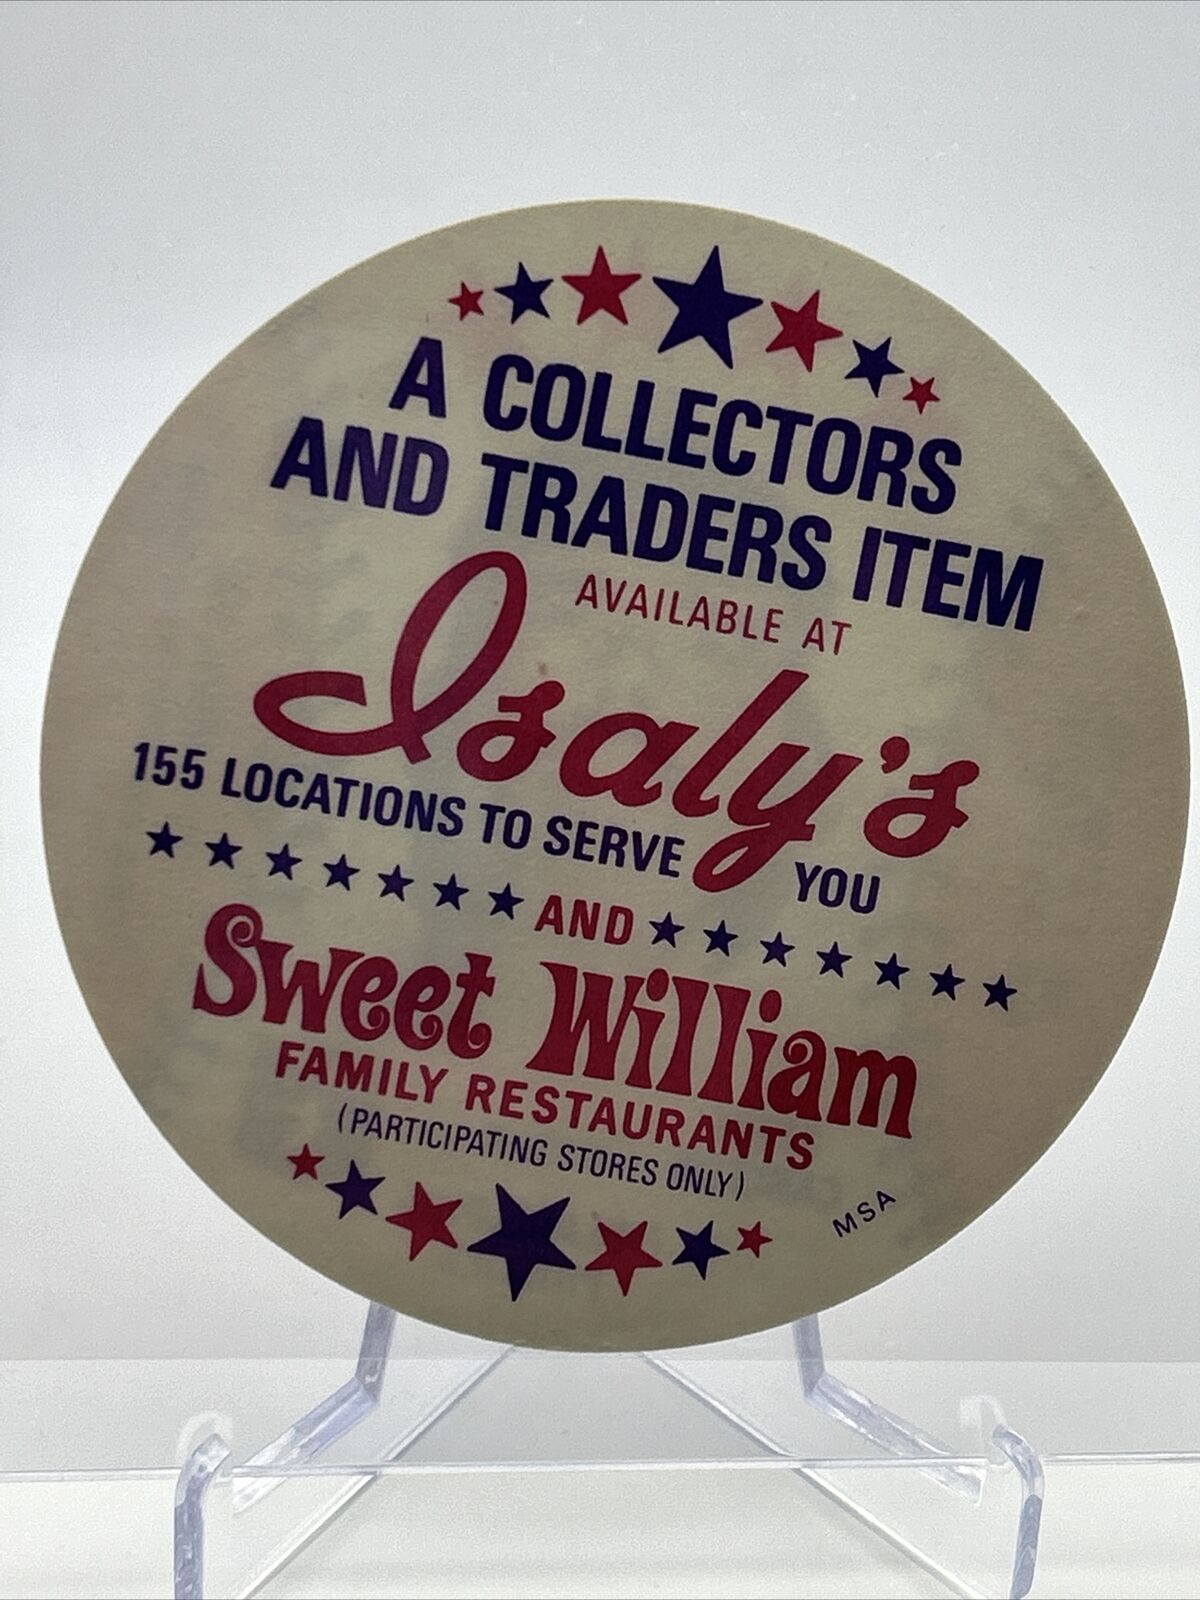 A COLLECTORS
AND TRADERS ITEM
AVAILABLE AT
Isaly's
155 LOCATIONS TO SERVE YOU
AND
Sweet William
FAMILY RESTAURANTS
(PARTICIPATING STORES ONLY)
MSA